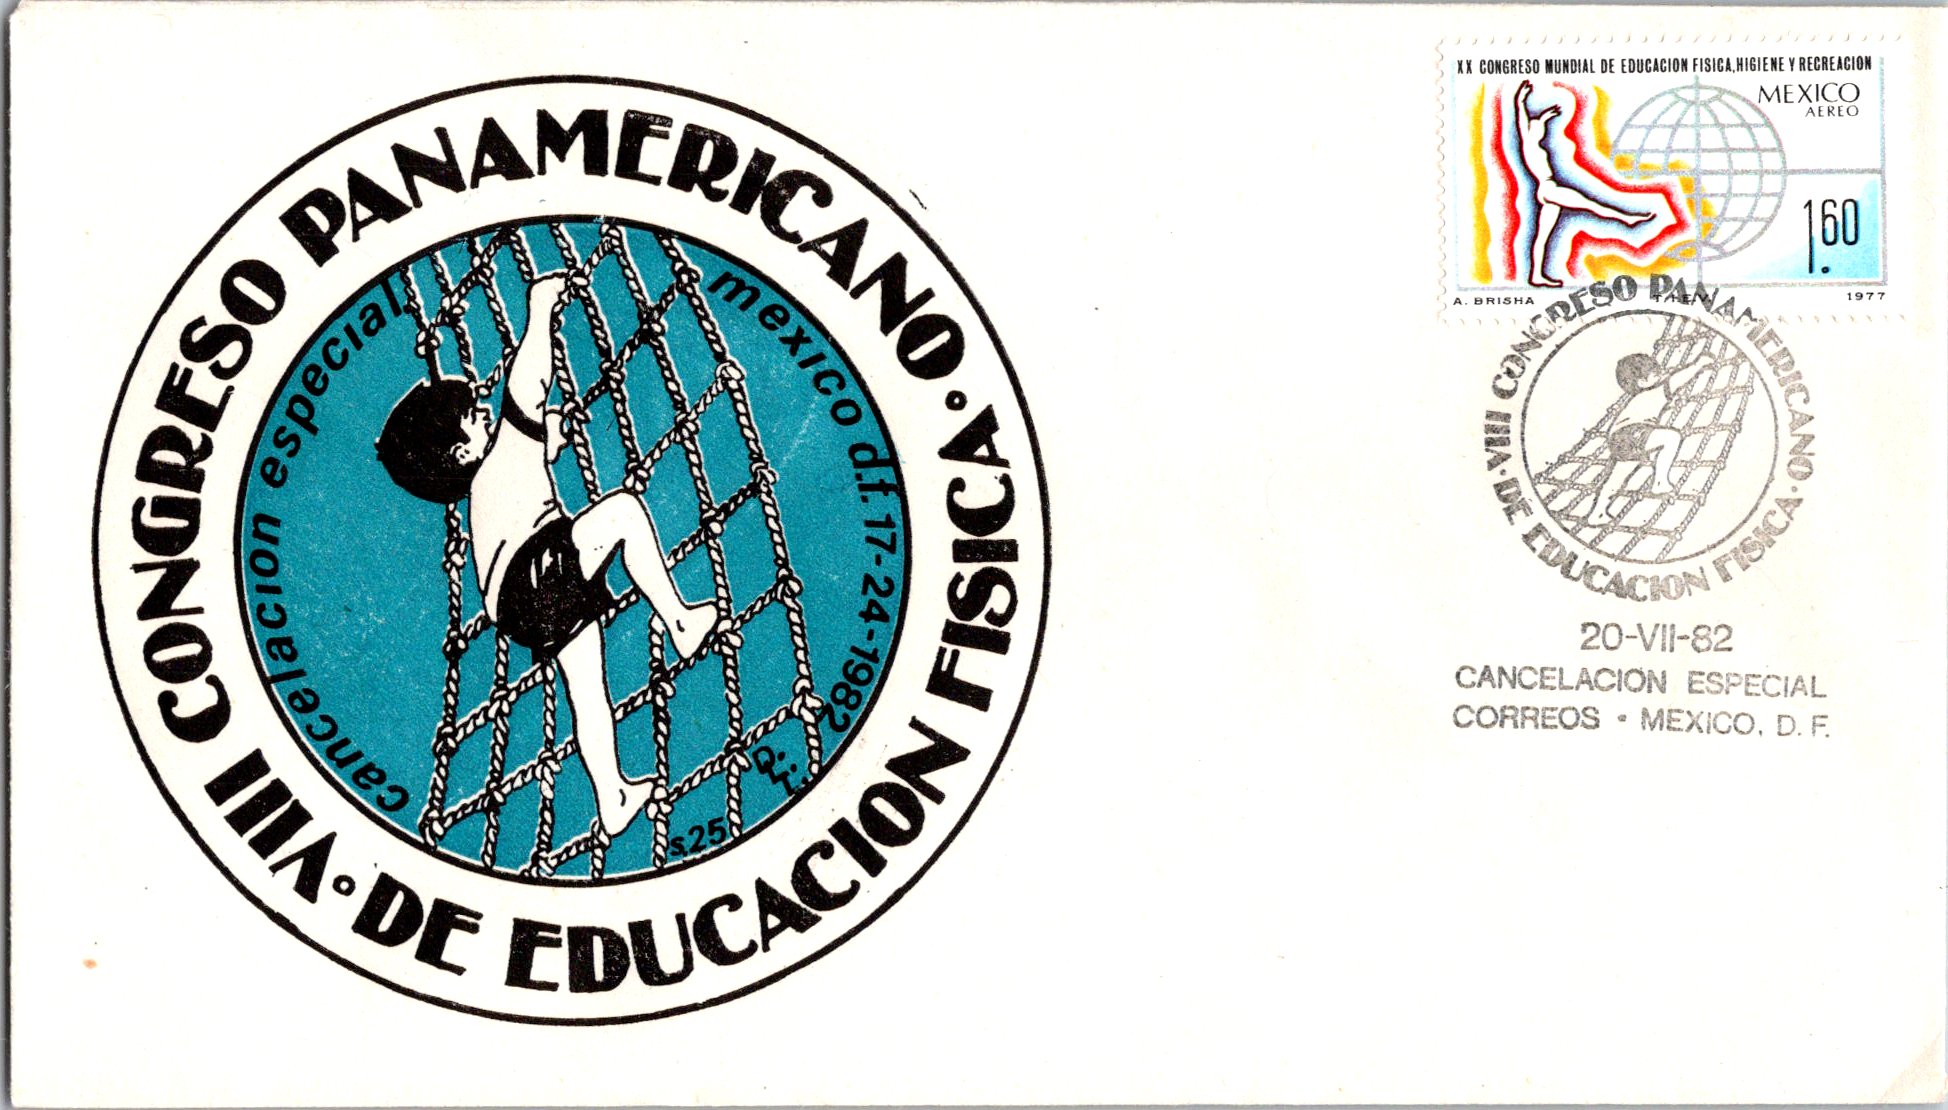 VIII CONGRESO PANAMERICANO
DE EDUCACION FISICA
cancelacion especial
mexico d.f. 17-24-1982
D.T.
s.25
XX CONGRESO MUNDIAL DE EDUCACION FISICA, HIGIENE Y RECREACION
MEXICO
AEREO
1.60
A. BRISHA
T.I.E.V.
1977
VIII CONGRESO PANAMERICANO
DE EDUCACION FISICA
20-VII-82
CANCELACION ESPECIAL
CORREOS • MEXICO, D. F.